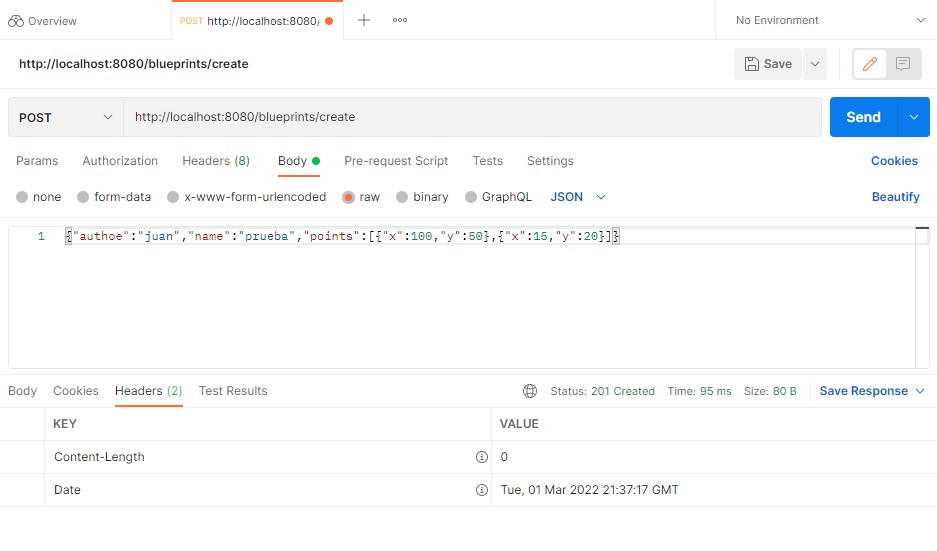 Overview
POST http://localhost:8080/
No Environment
http://localhost:8080/blueprints/create
Save
POST http://localhost:8080/blueprints/create
Send
Params Authorization Headers (8) Body Pre-request Script Tests Settings Cookies
none form-data x-www-form-urlencoded raw binary GraphQL JSON Beautify
1 {"authoe":"juan","name":"prueba","points":[{"x":100,"y":50},{"x":15,"y":20}]}
Body Cookies Headers (2) Test Results Status: 201 Created Time: 95 ms Size: 80 B Save Response
KEY VALUE
Content-Length 0
Date Tue, 01 Mar 2022 21:37:17 GMT